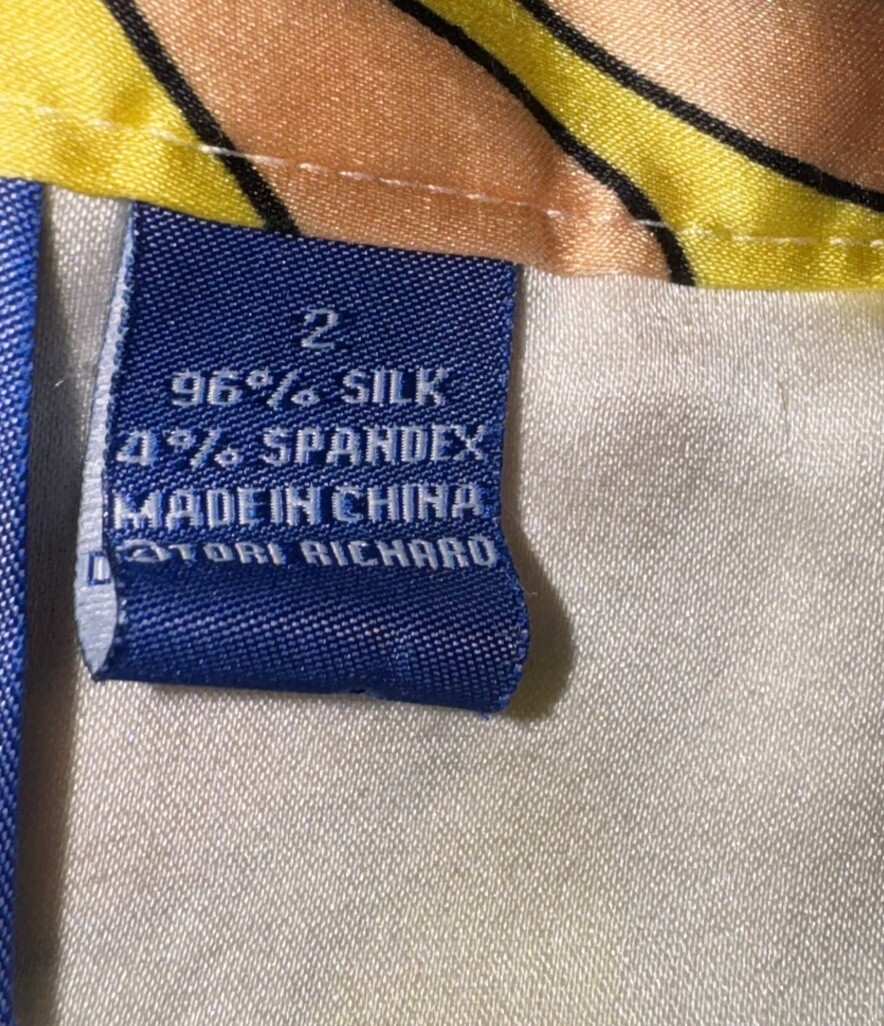 2
96% SILK
4% SPANDEX
MADE IN CHINA
©TORI RICHARD